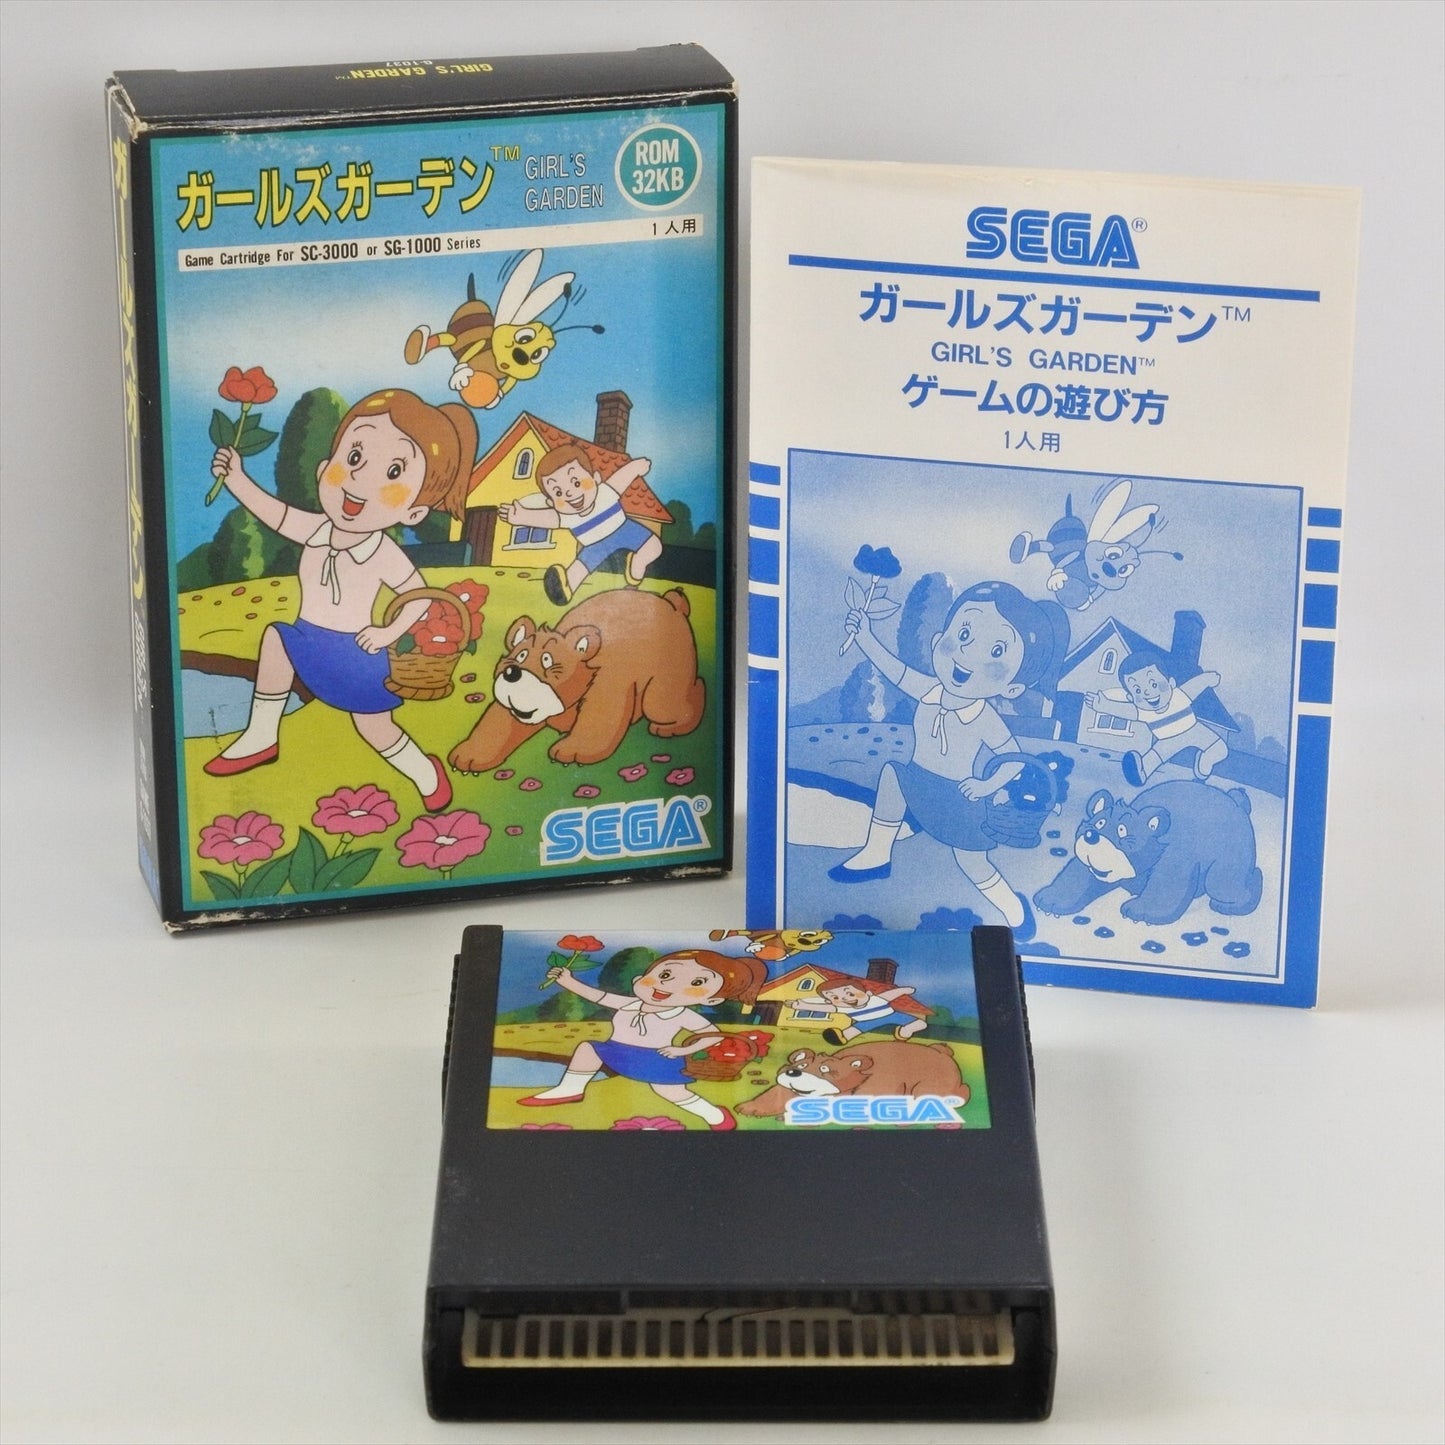 GIRL'S GARDEN™
G-1037
ガールズガーデン™
GIRL'S
GARDEN
ROM
32KB
Game Cartridge For SC-3000 or SG-1000 Series
1人用
SEGA®
ガールズガーデン
SEGA®
ガールズガーデン™
GIRL'S GARDEN™
ゲームの遊び方
1人用
SEGA®